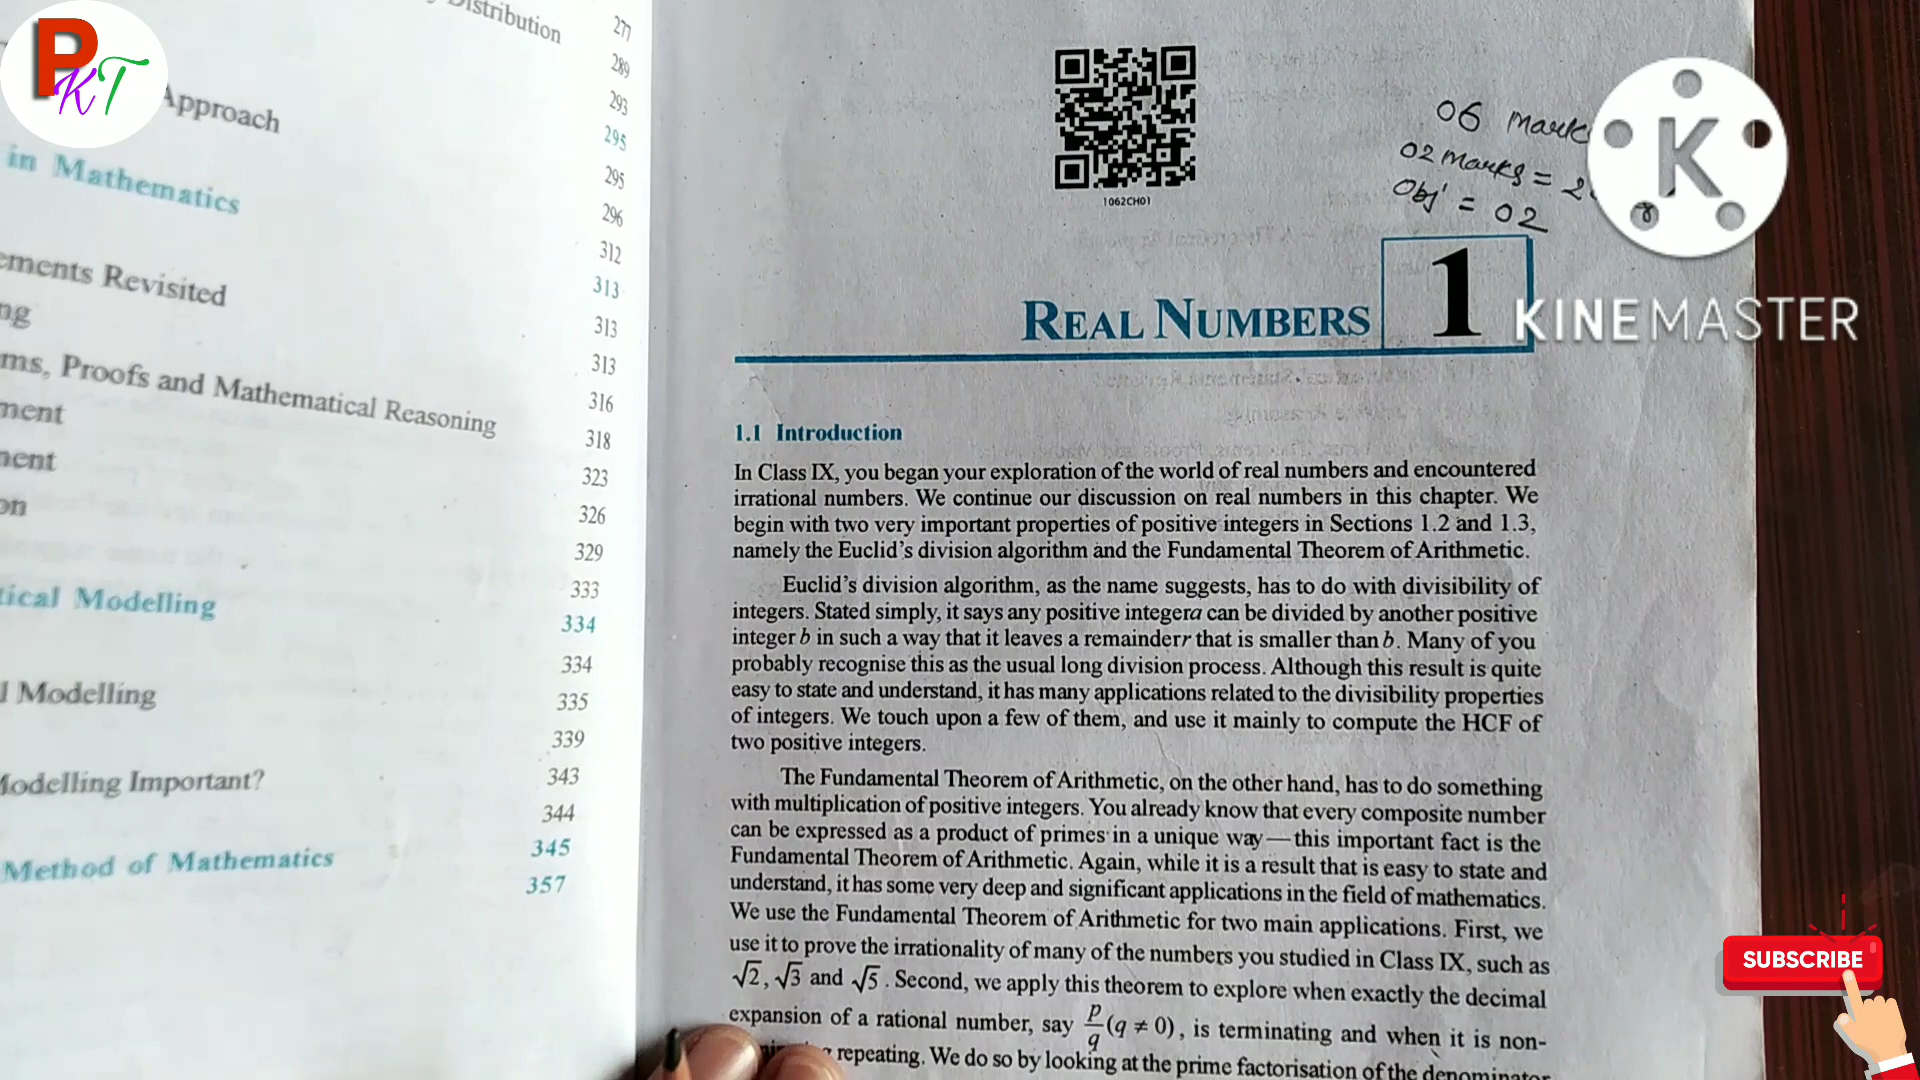 PKT
Distribution 277
289
Approach 293
295
in Mathematics 295
296
312
ements Revisited 313
ng 313
313
ms, Proofs and Mathematical Reasoning 316
ment 318
ment 323
on 326
329
333
tical Modelling 334
334
l Modelling 335
339
Modelling Important? 343
344
Method of Mathematics 345
357
1062CH01
06 mark
02 marks = 2
Obj' = 02
K
KINEMASTER
REAL NUMBERS 1
1.1 Introduction
In Class IX, you began your exploration of the world of real numbers and encountered
irrational numbers. We continue our discussion on real numbers in this chapter. We
begin with two very important properties of positive integers in Sections 1.2 and 1.3,
namely the Euclid's division algorithm and the Fundamental Theorem of Arithmetic.
Euclid's division algorithm, as the name suggests, has to do with divisibility of
integers. Stated simply, it says any positive integer a can be divided by another positive
integer b in such a way that it leaves a remainder r that is smaller than b. Many of you
probably recognise this as the usual long division process. Although this result is quite
easy to state and understand, it has many applications related to the divisibility properties
of integers. We touch upon a few of them, and use it mainly to compute the HCF of
two positive integers.
The Fundamental Theorem of Arithmetic, on the other hand, has to do something
with multiplication of positive integers. You already know that every composite number
can be expressed as a product of primes in a unique way — this important fact is the
Fundamental Theorem of Arithmetic. Again, while it is a result that is easy to state and
understand, it has some very deep and significant applications in the field of mathematics.
We use the Fundamental Theorem of Arithmetic for two main applications. First, we
use it to prove the irrationality of many of the numbers you studied in Class IX, such as
√2, √3 and √5. Second, we apply this theorem to explore when exactly the decimal
expansion of a rational number, say p/q (q ≠ 0), is terminating and when it is non-
repeating. We do so by looking at the prime factorisation of the denominator
SUBSCRIBE